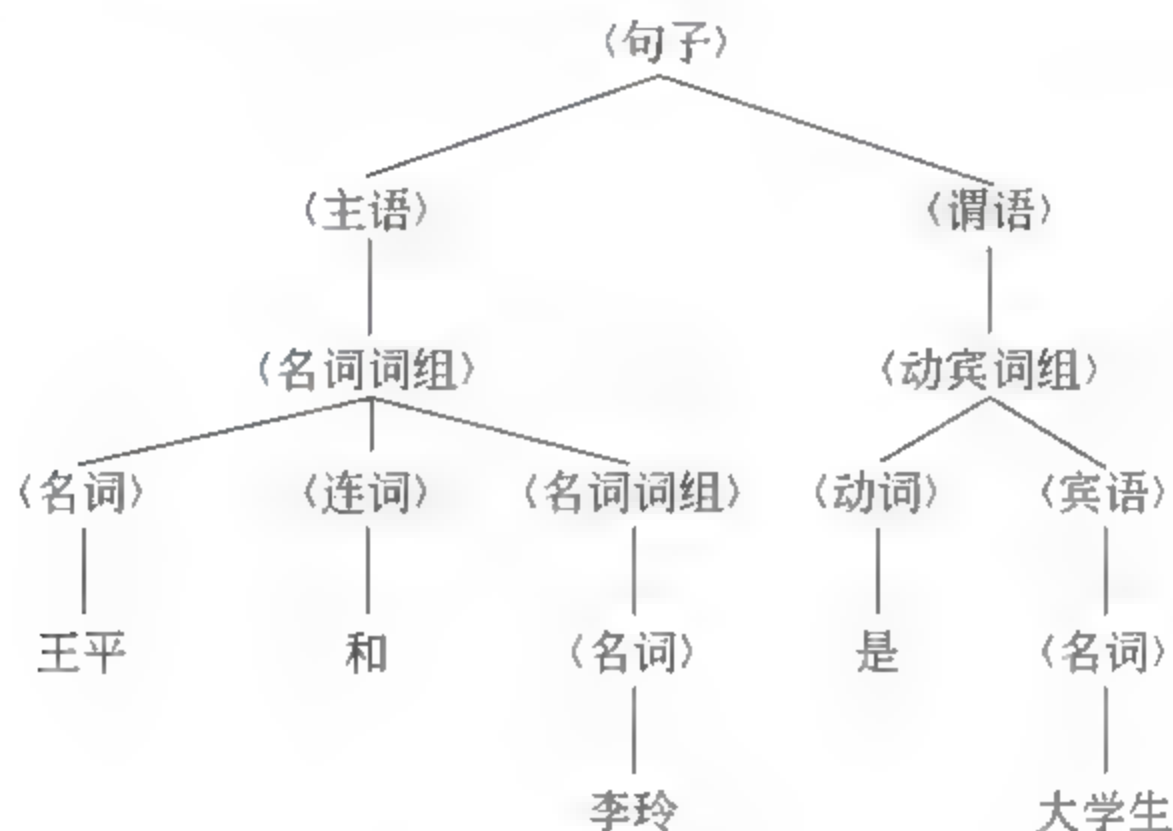 〈句子〉
〈主语〉 〈谓语〉
〈名词词组〉 〈动宾词组〉
〈名词〉 〈连词〉 〈名词词组〉 〈动词〉 〈宾语〉
王平 和 〈名词〉 是 〈名词〉
李玲 大学生